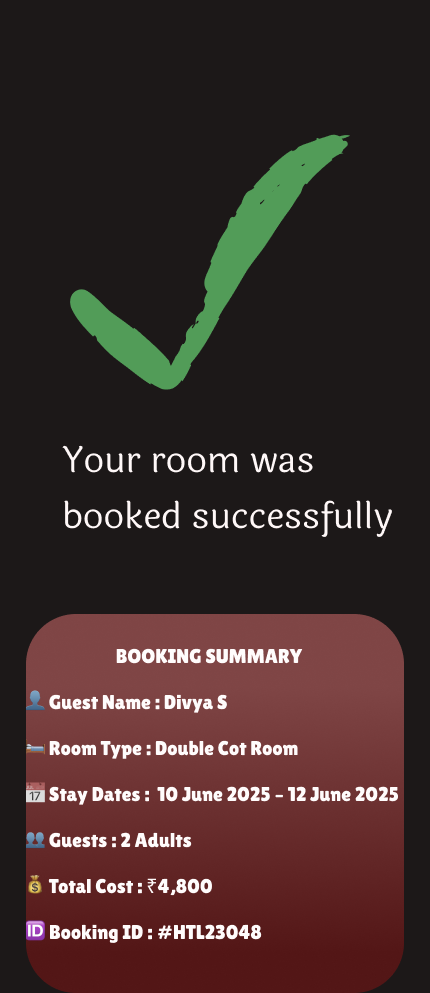 Your room was
booked successfully
BOOKING SUMMARY
👤 Guest Name : Divya S
🛏️ Room Type : Double Cot Room
📅 Stay Dates :  10 June 2025 – 12 June 2025
👥 Guests : 2 Adults
💰 Total Cost : ₹4,800
🆔 Booking ID : #HTL23048